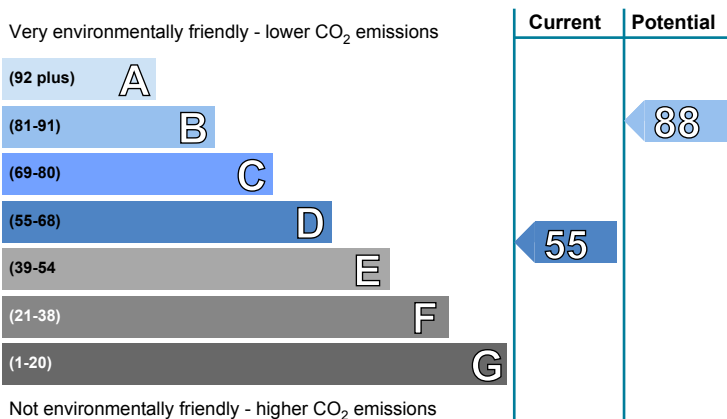 Current Potential
Very environmentally friendly - lower CO₂ emissions
(92 plus) A
(81-91) B
88
(69-80) C
(55-68) D
55
(39-54 E
(21-38) F
(1-20) G
Not environmentally friendly - higher CO₂ emissions